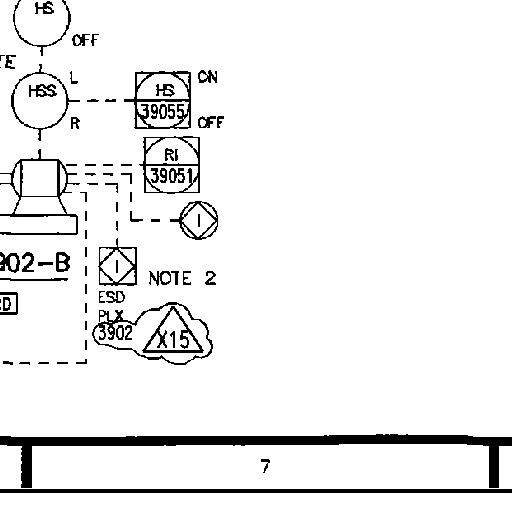 HS
OFF
TE
L
HSS
R
HS
39055
ON
OFF
RI
39051
I
I
902-B
NOTE 2
ESD
PLX
3902
X15
7